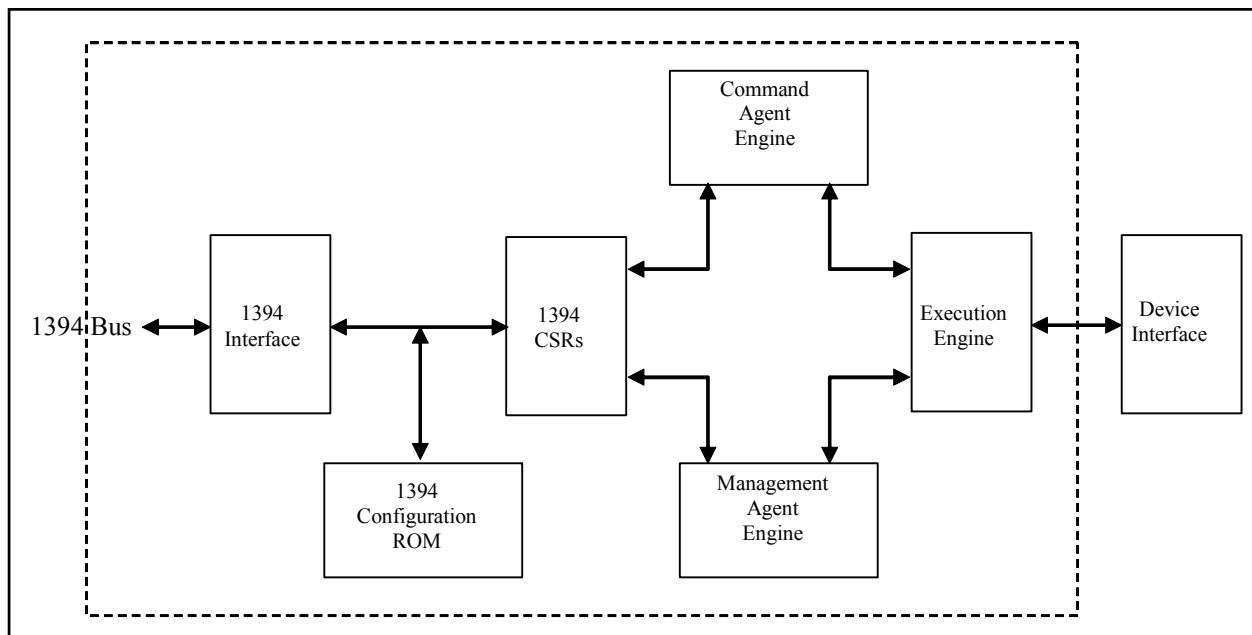 Command
Agent
Engine
1394 Bus
1394
Interface
1394
CSRs
Execution
Engine
Device
Interface
1394
Configuration
ROM
Management
Agent
Engine